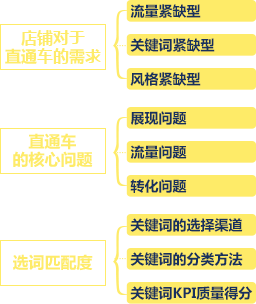 店铺对于
直通车的需求
流量紧缺型
关键词紧缺型
风格紧缺型
直通车
的核心问题
展现问题
流量问题
转化问题
选词匹配度
关键词的选择渠道
关键词的分类方法
关键词KPI质量得分